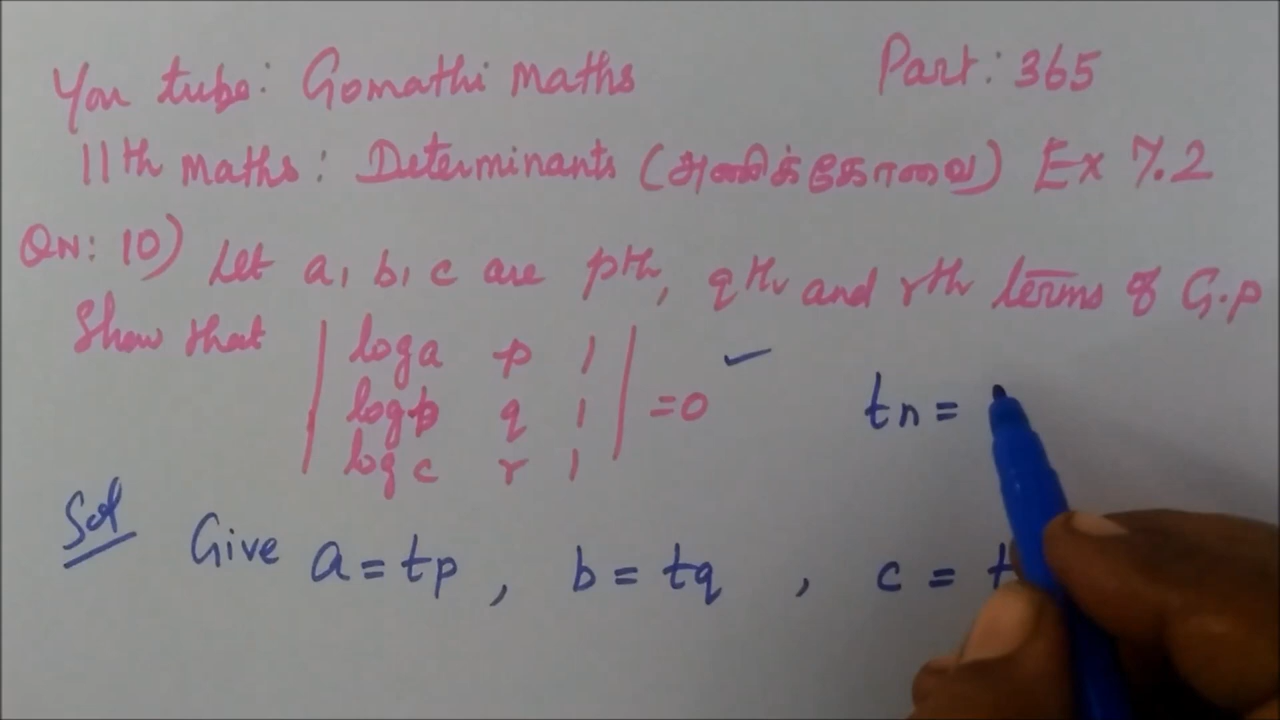 You tube: Gomathi maths Part: 365
11th maths: Determinants (அணிக்கோவை) Ex 7.2
QN: 10) Let a, b, c are pth, qth and rth terms of G.p
Show that | log a p 1 |
| log b q 1 | = 0 ✓ tn =
| log c r 1 |
Sol Give a = tp , b = tq , c = t